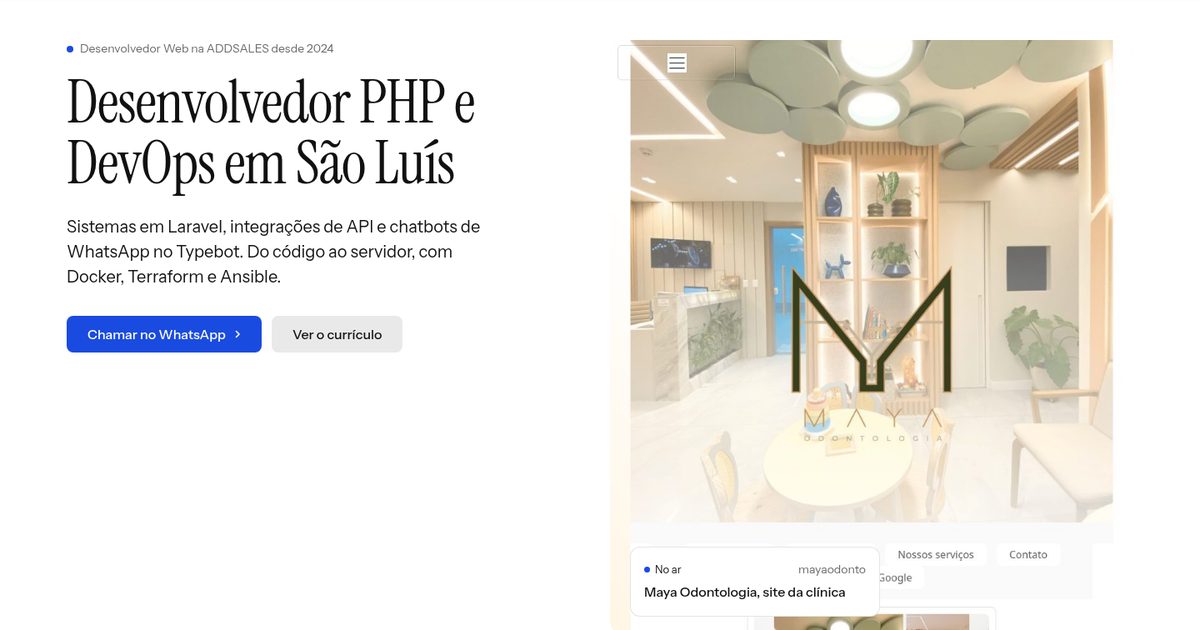 Desenvolvedor Web na ADDSALES desde 2024
Desenvolvedor PHP e
DevOps em São Luís
Sistemas em Laravel, integrações de API e chatbots de
WhatsApp no Typebot. Do código ao servidor, com
Docker, Terraform e Ansible.
Chamar no WhatsApp
Ver o currículo
MAYA
ODONTOLOGIA
Nossos serviços
Contato
Google
No ar
mayaodonto
Maya Odontologia, site da clínica